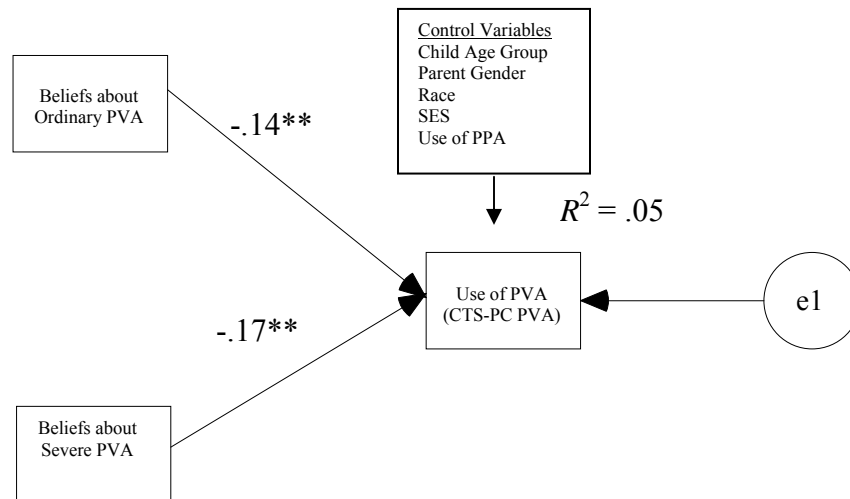 Control Variables
Child Age Group
Parent Gender
Race
SES
Use of PPA
Beliefs about
Ordinary PVA
-.14**
R² = .05
Use of PVA
(CTS-PC PVA)
e1
-.17**
Beliefs about
Severe PVA